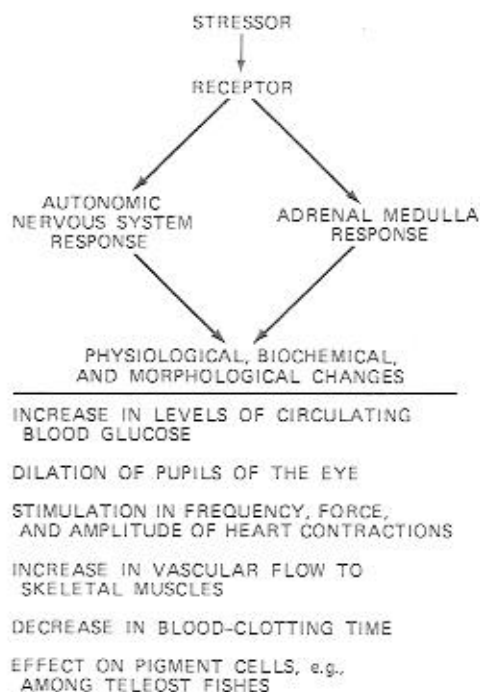 STRESSOR
RECEPTOR
AUTONOMIC
NERVOUS SYSTEM
RESPONSE
ADRENAL MEDULLA
RESPONSE
PHYSIOLOGICAL, BIOCHEMICAL,
AND MORPHOLOGICAL CHANGES
INCREASE IN LEVELS OF CIRCULATING
BLOOD GLUCOSE
DILATION OF PUPILS OF THE EYE
STIMULATION IN FREQUENCY, FORCE,
AND AMPLITUDE OF HEART CONTRACTIONS
INCREASE IN VASCULAR FLOW TO
SKELETAL MUSCLES
DECREASE IN BLOOD-CLOTTING TIME
EFFECT ON PIGMENT CELLS, e.g.,
AMONG TELEOST FISHES